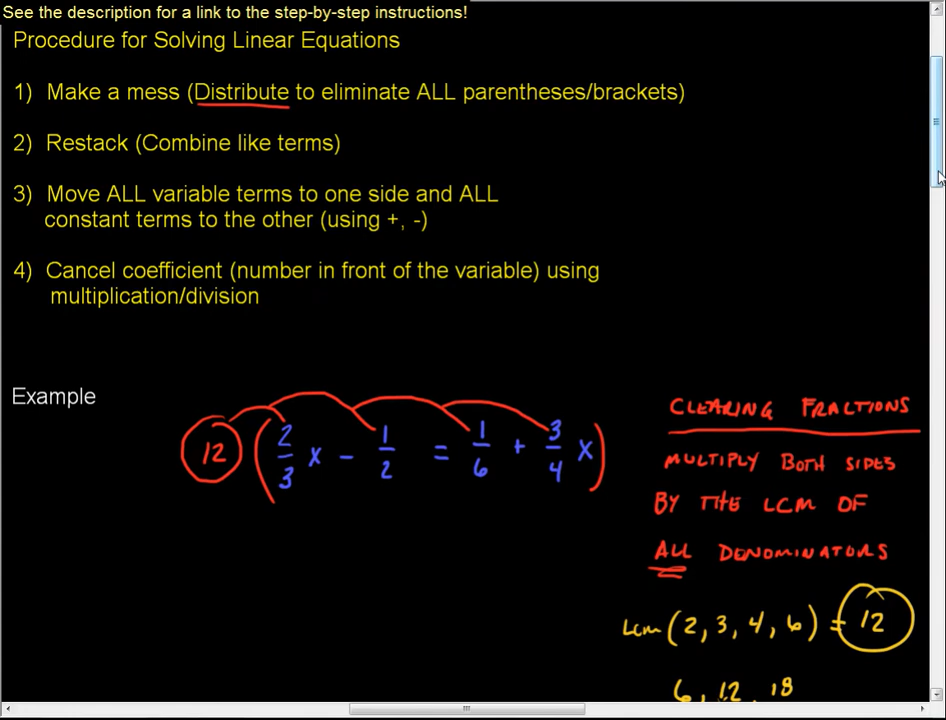 See the description for a link to the step-by-step instructions!
Procedure for Solving Linear Equations
1) Make a mess (Distribute to eliminate ALL parentheses/brackets)
2) Restack (Combine like terms)
3) Move ALL variable terms to one side and ALL
constant terms to the other (using +, -)
4) Cancel coefficient (number in front of the variable) using
multiplication/division
Example
12 (2/3 x - 1/2 = 1/6 + 3/4 x)
CLEARING FRACTIONS
MULTIPLY BOTH SIDES
BY THE LCM OF
ALL DENOMINATORS
LCM (2, 3, 4, 6) = 12
6, 12, 18